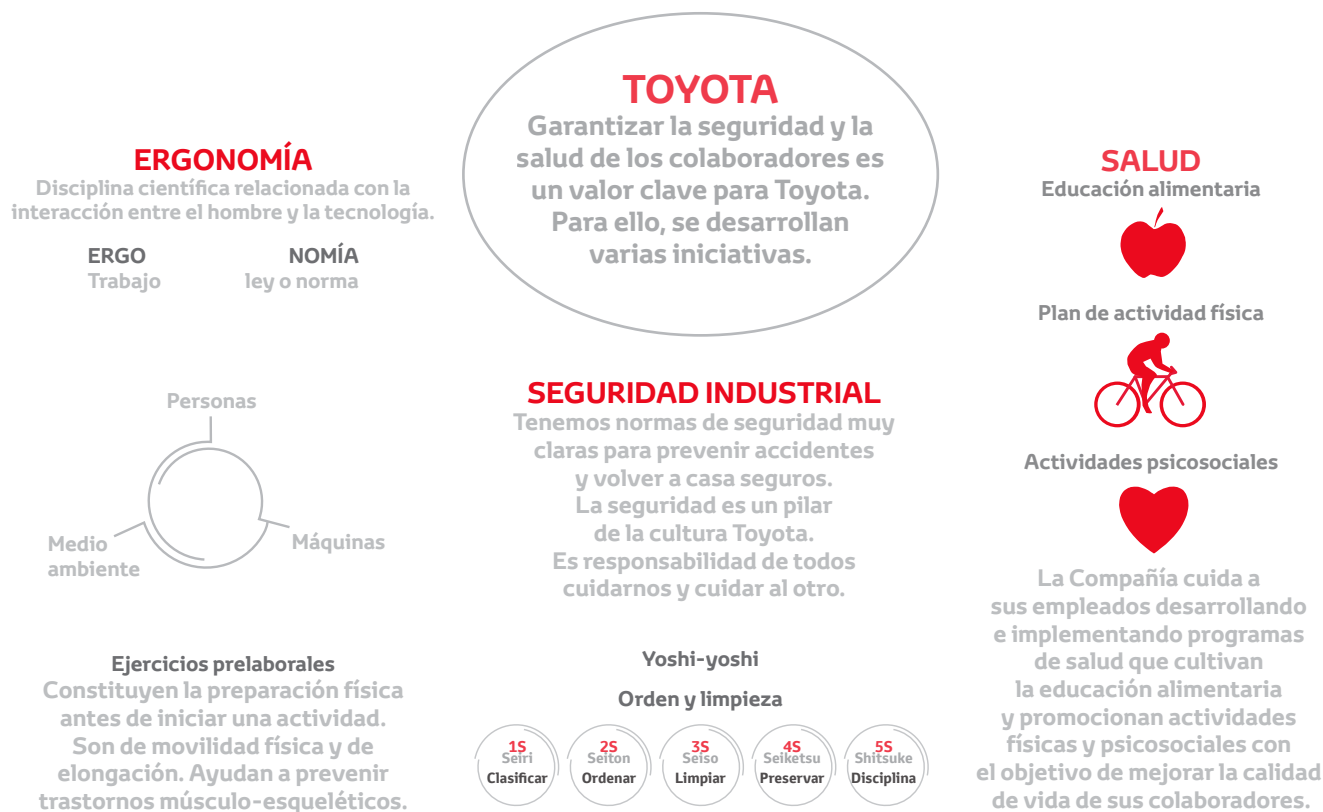 TOYOTA
Garantizar la seguridad y la
salud de los colaboradores es
un valor clave para Toyota.
Para ello, se desarrollan
varias iniciativas.
ERGONOMÍA
Disciplina científica relacionada con la
interacción entre el hombre y la tecnología.
ERGO NOMÍA
Trabajo ley o norma
Personas
Medio
ambiente
Máquinas
Ejercicios prelaborales
Constituyen la preparación física
antes de iniciar una actividad.
Son de movilidad física y de
elongación. Ayudan a prevenir
trastornos músculo-esqueléticos.
SEGURIDAD INDUSTRIAL
Tenemos normas de seguridad muy
claras para prevenir accidentes
y volver a casa seguros.
La seguridad es un pilar
de la cultura Toyota.
Es responsabilidad de todos
cuidarnos y cuidar al otro.
Yoshi-yoshi
Orden y limpieza
1S
Seiri
Clasificar
2S
Seiton
Ordenar
3S
Seiso
Limpiar
4S
Seiketsu
Preservar
5S
Shitsuke
Disciplina
SALUD
Educación alimentaria
Plan de actividad física
Actividades psicosociales
La Compañía cuida a
sus empleados desarrollando
e implementando programas
de salud que cultivan
la educación alimentaria
y promocionan actividades
físicas y psicosociales con
el objetivo de mejorar la calidad
de vida de sus colaboradores.